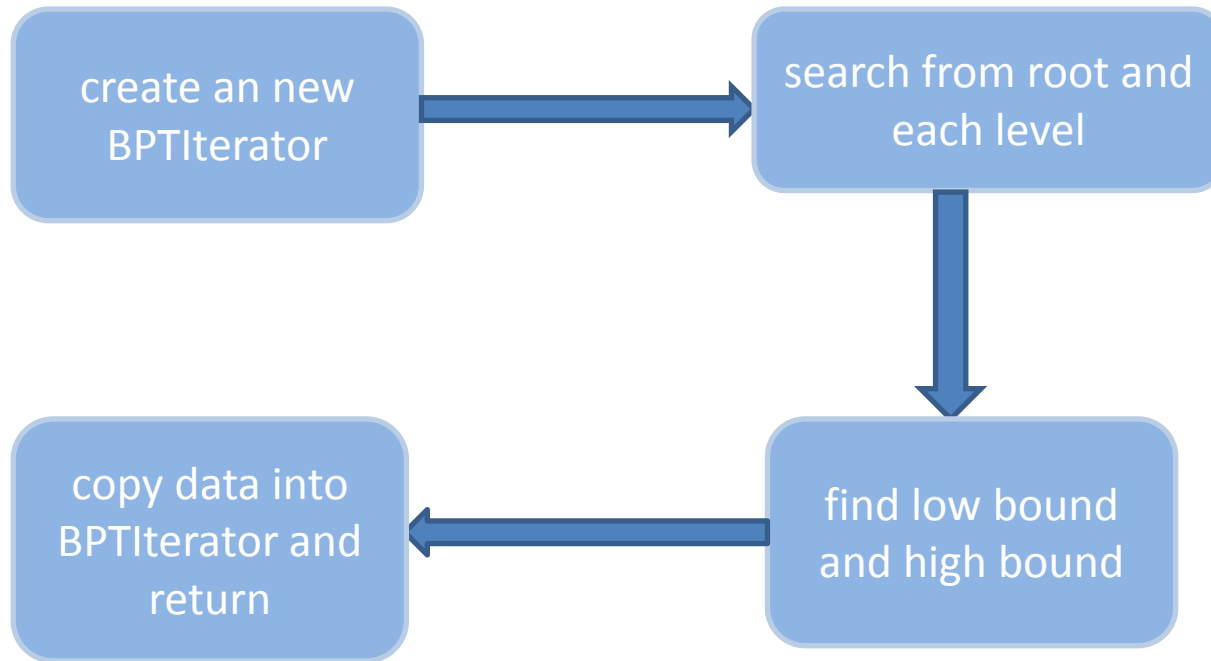 create an new
BPTIterator
search from root and
each level
find low bound
and high bound
copy data into
BPTIterator and
return